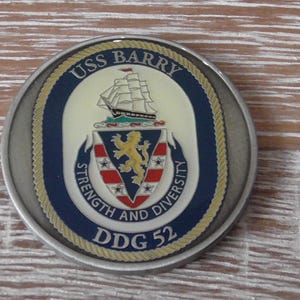 USS BARRY
STRENGTH AND DIVERSITY
DDG 52